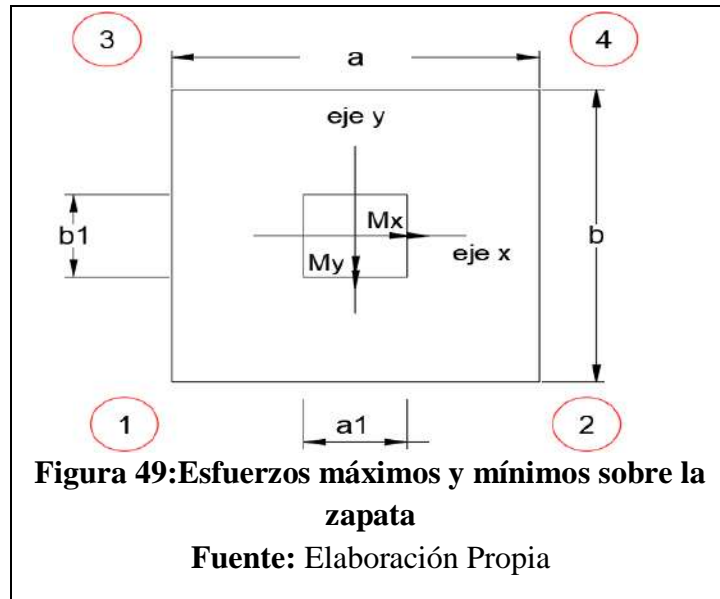 3
4
a
eje y
b1
Mx
b
eje x
My
1
a1
2
Figura 49:Esfuerzos máximos y mínimos sobre la
zapata
Fuente: Elaboración Propia